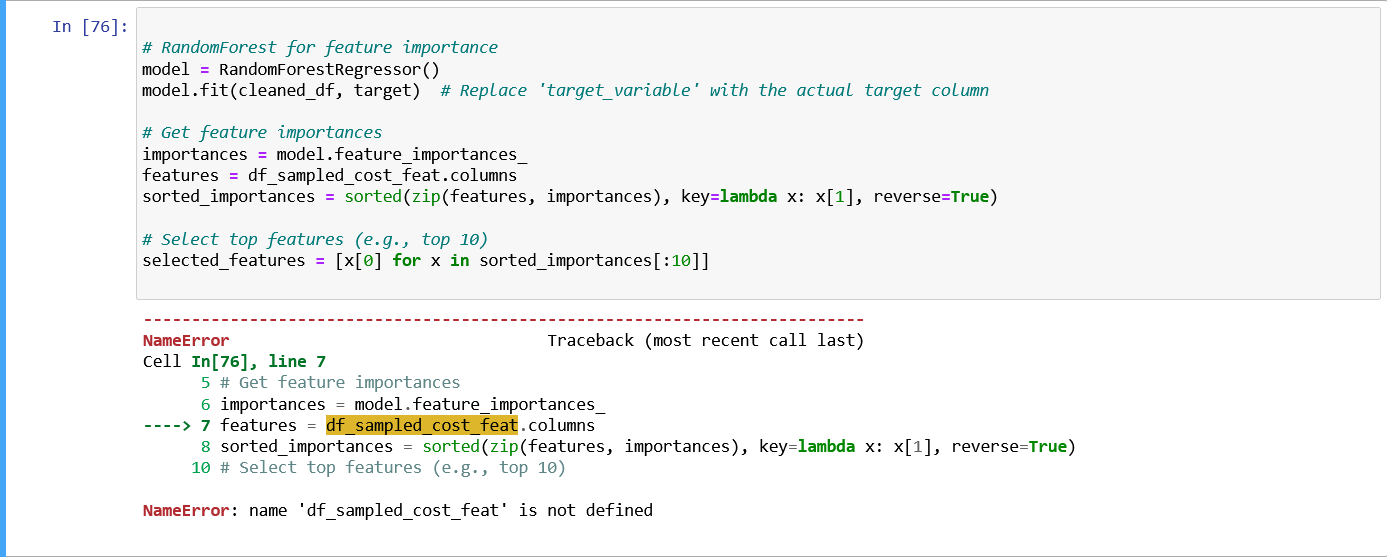 In [76]:
# RandomForest for feature importance
model = RandomForestRegressor()
model.fit(cleaned_df, target)  # Replace 'target_variable' with the actual target column
# Get feature importances
importances = model.feature_importances_
features = df_sampled_cost_feat.columns
sorted_importances = sorted(zip(features, importances), key=lambda x: x[1], reverse=True)
# Select top features (e.g., top 10)
selected_features = [x[0] for x in sorted_importances[:10]]
---------------------------------------------------------------------------
NameError                                 Traceback (most recent call last)
Cell In[76], line 7
      5 # Get feature importances
      6 importances = model.feature_importances_
----> 7 features = df_sampled_cost_feat.columns
      8 sorted_importances = sorted(zip(features, importances), key=lambda x: x[1], reverse=True)
     10 # Select top features (e.g., top 10)
NameError: name 'df_sampled_cost_feat' is not defined